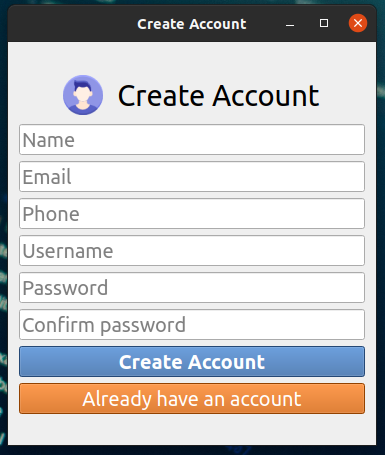 Create Account
Create Account
Name
Email
Phone
Username
Password
Confirm password
Create Account
Already have an account